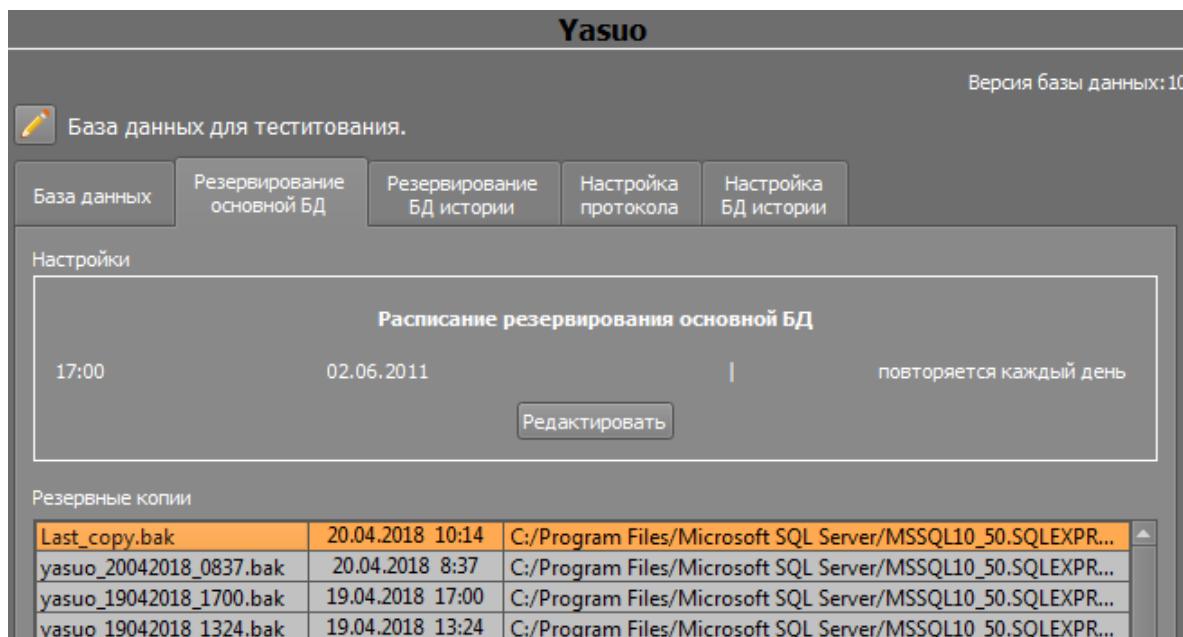 Yasuo
Версия базы данных: 10
База данных для теститования.
База данных
Резервирование
основной БД
Резервирование
БД истории
Настройка
протокола
Настройка
БД истории
Настройки
Расписание резервирования основной БД
17:00 02.06.2011 | повторяется каждый день
Редактировать
Резервные копии
Last_copy.bak 20.04.2018 10:14 C:/Program Files/Microsoft SQL Server/MSSQL10_50.SQLEXPR...
yasuo_20042018_0837.bak 20.04.2018 8:37 C:/Program Files/Microsoft SQL Server/MSSQL10_50.SQLEXPR...
yasuo_19042018_1700.bak 19.04.2018 17:00 C:/Program Files/Microsoft SQL Server/MSSQL10_50.SQLEXPR...
yasuo_19042018_1324.bak 19.04.2018 13:24 C:/Program Files/Microsoft SQL Server/MSSQL10_50.SQLEXPR...